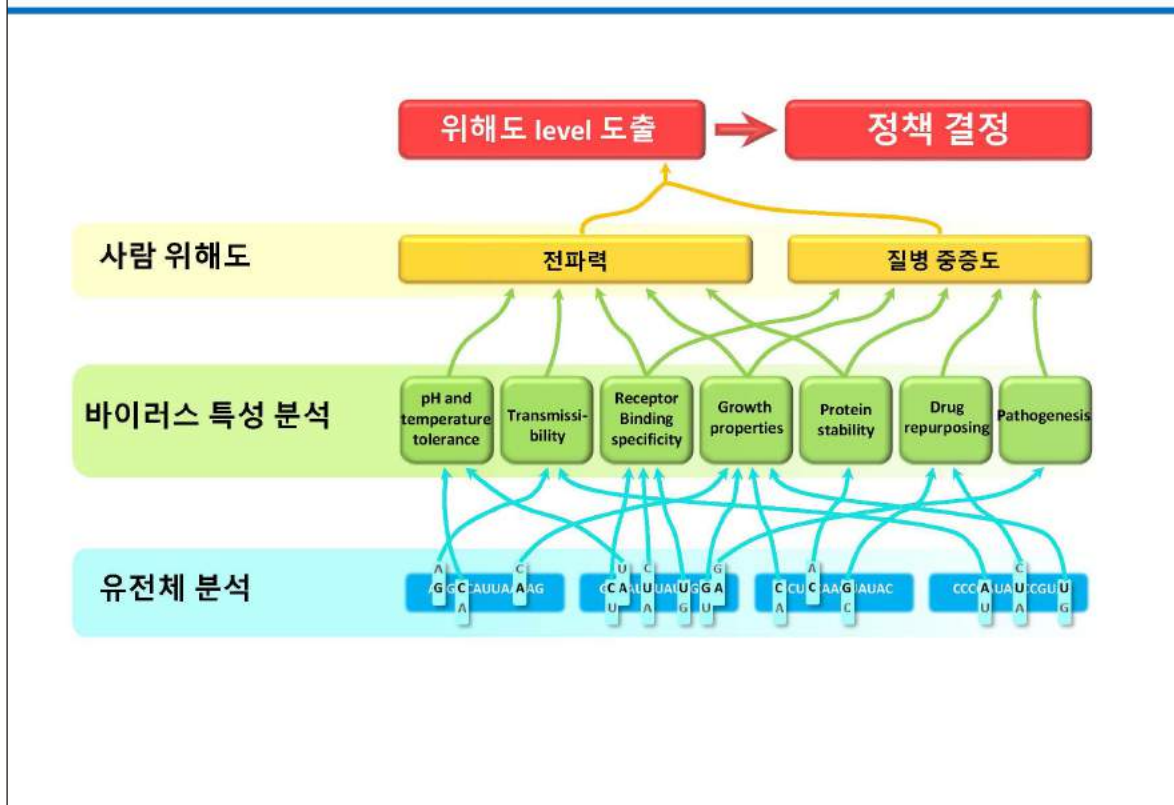 위해도 level 도출
정책 결정
사람 위해도
전파력
질병 중증도
바이러스 특성 분석
pH and
temperature
tolerance
Transmissi-
bility
Receptor
Binding
specificity
Growth
properties
Protein
stability
Drug
repurposing
Pathogenesis
유전체 분석